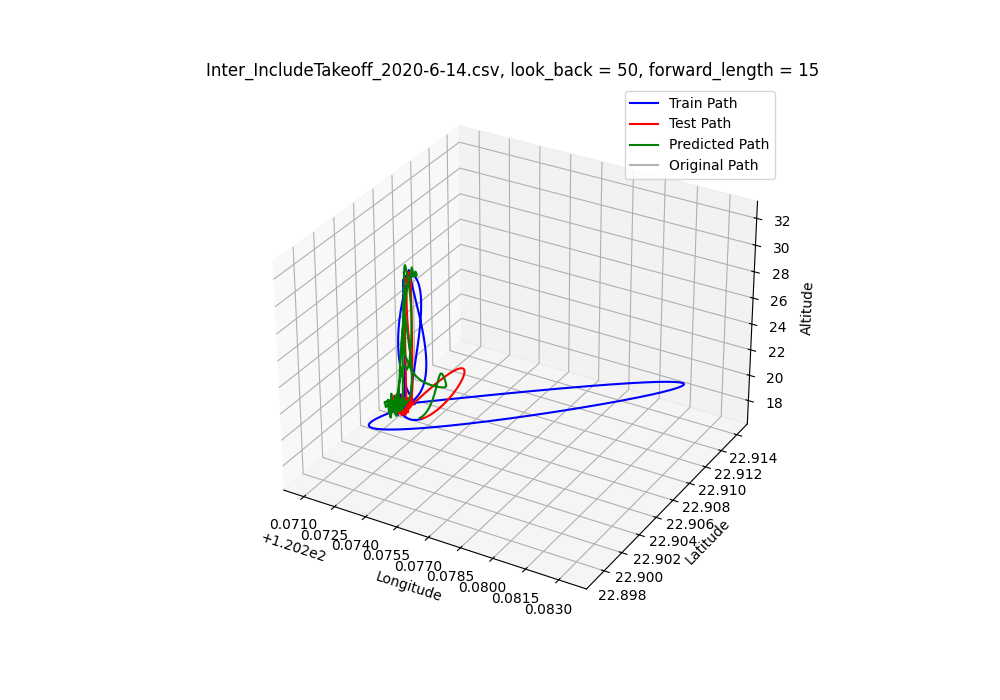 Inter_IncludeTakeoff_2020-6-14.csv, look_back = 50, forward_length = 15
Train Path
Test Path
Predicted Path
Original Path
32
30
28
26
24
22
20
18
Altitude
22.914
22.912
22.910
22.908
22.906
22.904
22.902
22.900
22.898
Latitude
0.0710
0.0725
0.0740
0.0755
0.0770
0.0785
0.0800
0.0815
0.0830
+1.202e2
Longitude